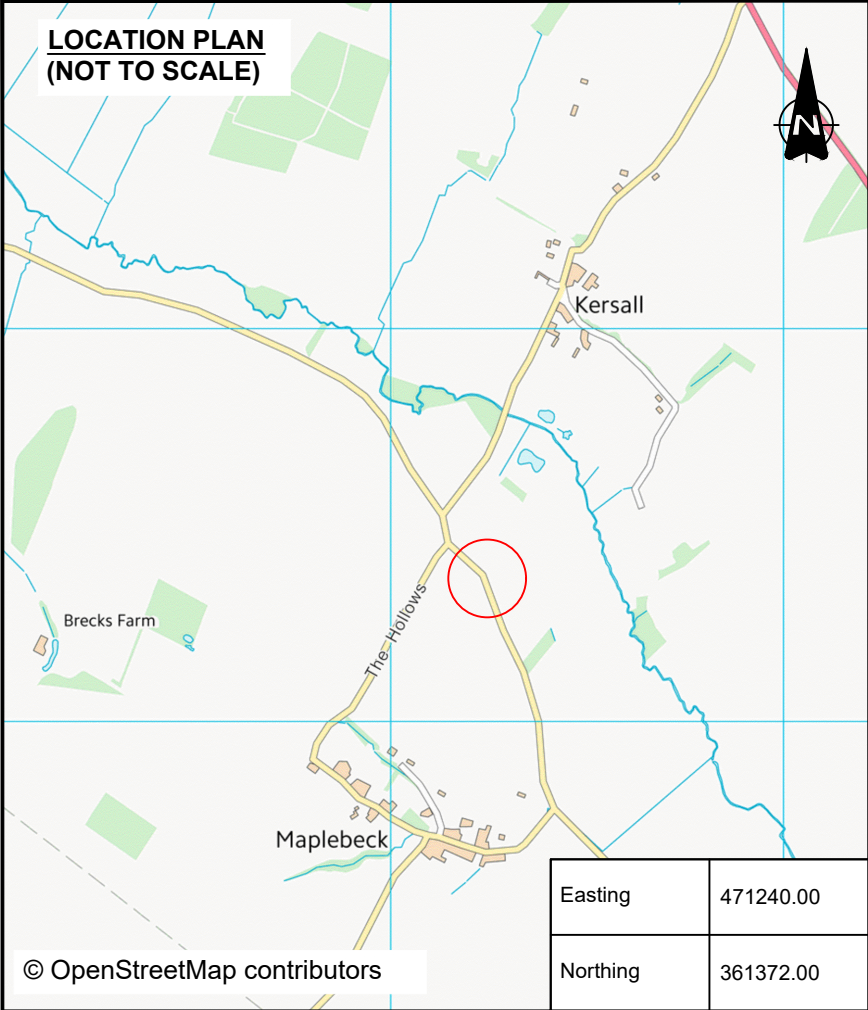 LOCATION PLAN
(NOT TO SCALE)
N
Kersall
The Hollows
Brecks Farm
Maplebeck
Easting 471240.00
Northing 361372.00
© OpenStreetMap contributors